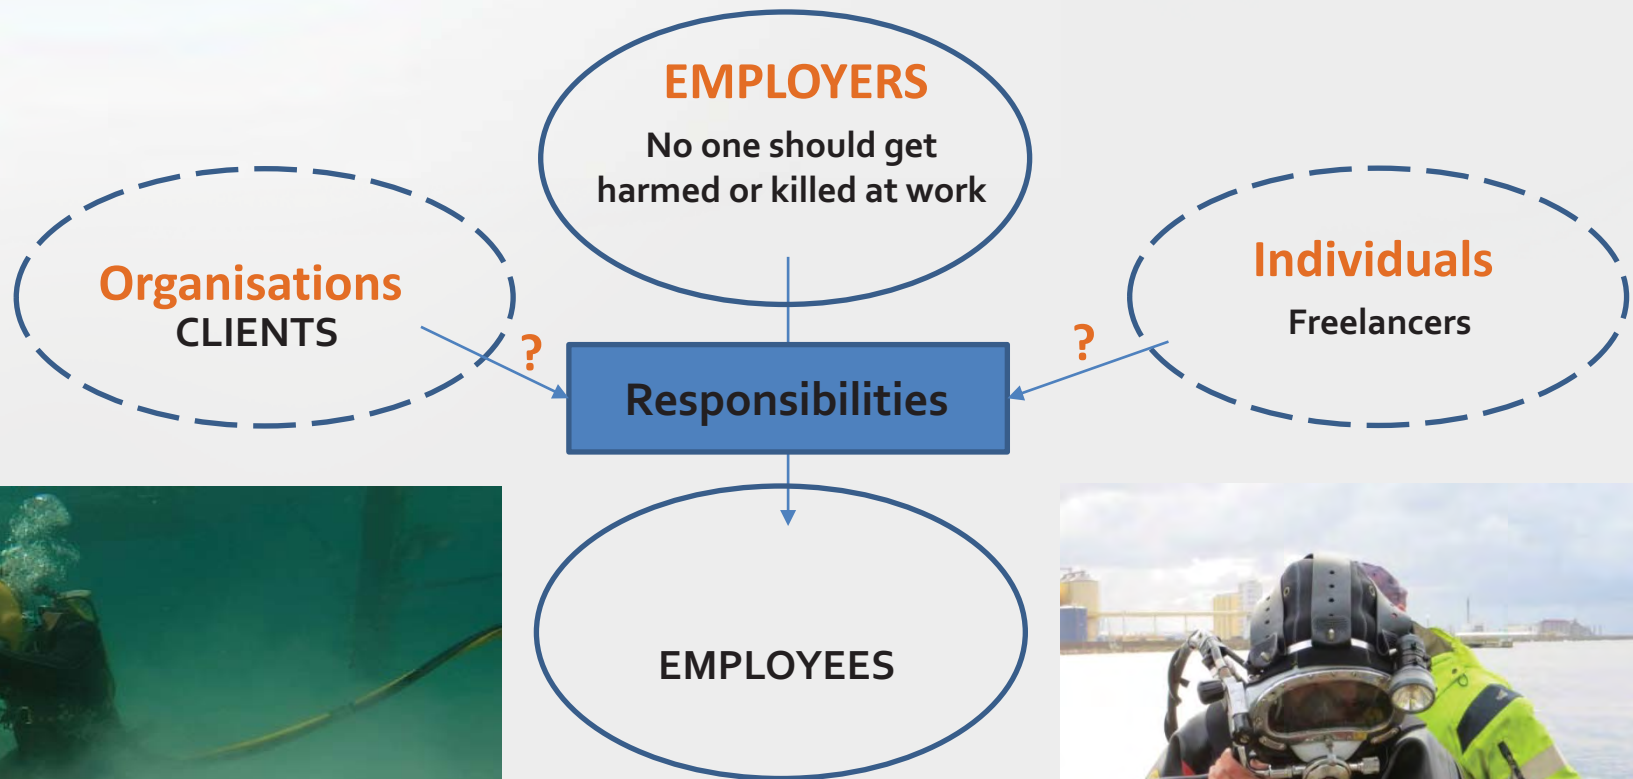 EMPLOYERS
No one should get
harmed or killed at work
Organisations
CLIENTS
Individuals
Freelancers
?
?
Responsibilities
EMPLOYEES